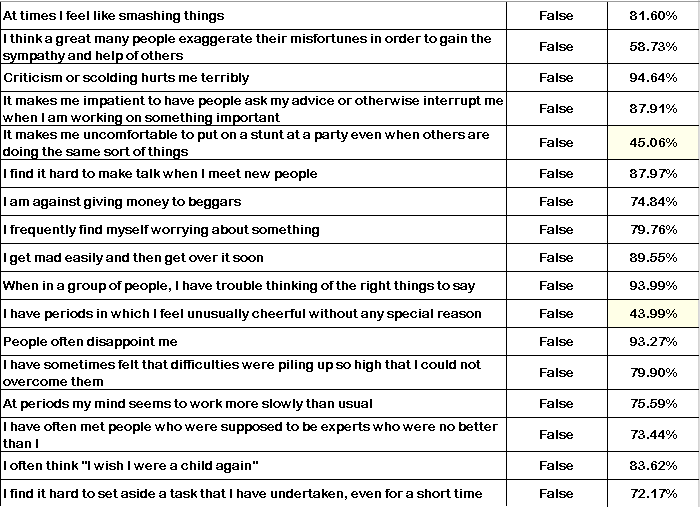 At times I feel like smashing things False 81.60%
I think a great many people exaggerate their misfortunes in order to gain the
sympathy and help of others False 58.73%
Criticism or scolding hurts me terribly False 94.64%
It makes me impatient to have people ask my advice or otherwise interrupt me
when I am working on something important False 87.91%
It makes me uncomfortable to put on a stunt at a party even when others are
doing the same sort of things False 45.06%
I find it hard to make talk when I meet new people False 87.97%
I am against giving money to beggars False 74.84%
I frequently find myself worrying about something False 79.76%
I get mad easily and then get over it soon False 89.55%
When in a group of people, I have trouble thinking of the right things to say False 93.99%
I have periods in which I feel unusually cheerful without any special reason False 43.99%
People often disappoint me False 93.27%
I have sometimes felt that difficulties were piling up so high that I could not
overcome them False 79.90%
At periods my mind seems to work more slowly than usual False 75.59%
I have often met people who were supposed to be experts who were no better
than I False 73.44%
I often think "I wish I were a child again" False 83.62%
I find it hard to set aside a task that I have undertaken, even for a short time False 72.17%